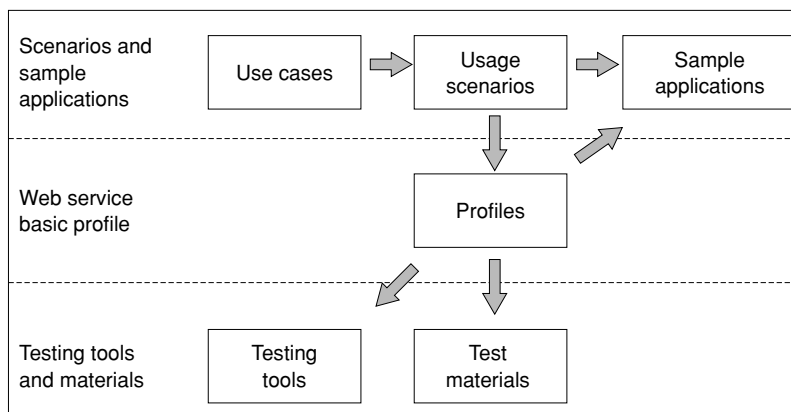 Scenarios and
sample
applications
Use cases
Usage
scenarios
Sample
applications
Web service
basic profile
Profiles
Testing tools
and materials
Testing
tools
Test
materials